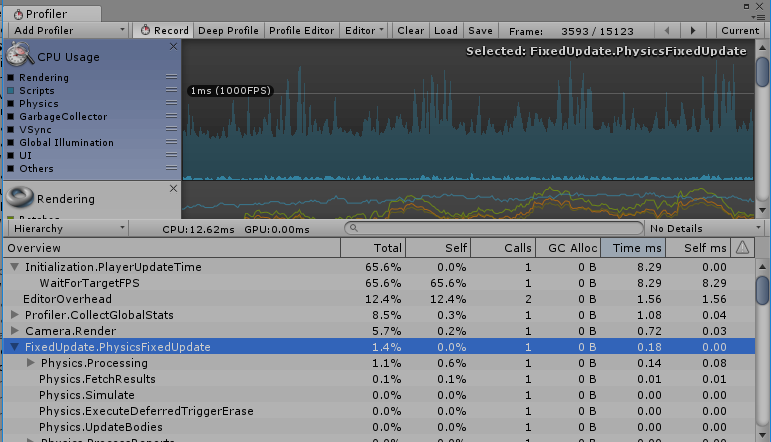 Profiler
Add Profiler Record Deep Profile Profile Editor Editor Clear Load Save Frame: 3593 / 15123 Current
CPU Usage
Rendering
Scripts
Physics
GarbageCollector
VSync
Global Illumination
UI
Others
Selected: FixedUpdate.PhysicsFixedUpdate
1ms (1000FPS)
Rendering
Hierarchy CPU:12.62ms GPU:0.00ms No Details
Overview Total Self Calls GC Alloc Time ms Self ms
Initialization.PlayerUpdateTime 65.6% 0.0% 1 0 B 8.29 0.00
WaitForTargetFPS 65.6% 65.6% 1 0 B 8.29 8.29
EditorOverhead 12.4% 12.4% 2 0 B 1.56 1.56
Profiler.CollectGlobalStats 8.5% 0.3% 1 0 B 1.08 0.04
Camera.Render 5.7% 0.2% 1 0 B 0.72 0.03
FixedUpdate.PhysicsFixedUpdate 1.4% 0.0% 1 0 B 0.18 0.00
Physics.Processing 1.1% 0.6% 1 0 B 0.14 0.08
Physics.FetchResults 0.1% 0.1% 1 0 B 0.01 0.01
Physics.Simulate 0.0% 0.0% 1 0 B 0.00 0.00
Physics.ExecuteDeferredTriggerErase 0.0% 0.0% 1 0 B 0.00 0.00
Physics.UpdateBodies 0.0% 0.0% 1 0 B 0.00 0.00